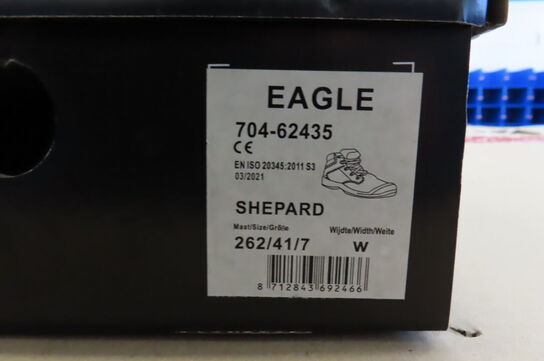 EAGLE
704-62435
CE
EN ISO 20345:2011 S3
03/2021
SHEPARD
Maat/Size/Größe Wijdte/Width/Weite
262/41/7 W
8 712843 692466